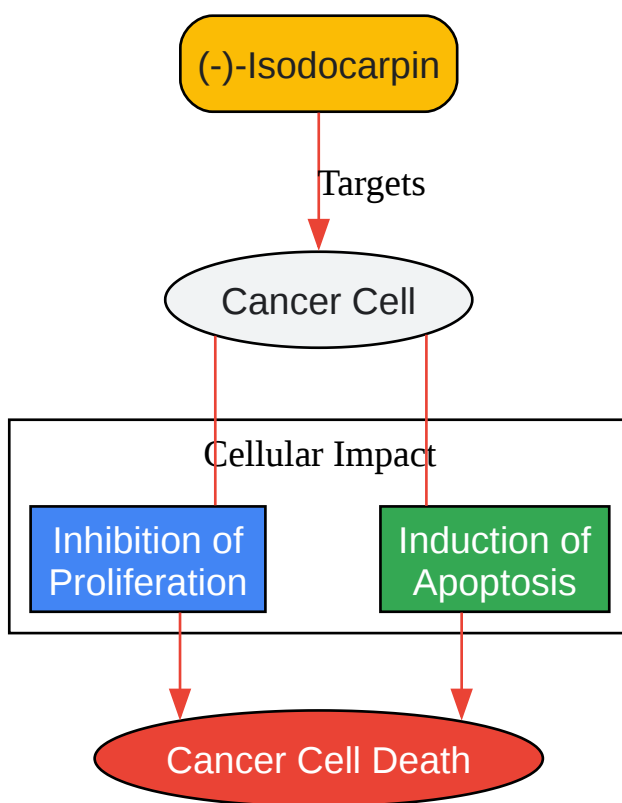 (-)-Isodocarpin
Targets
Cancer Cell
Cellular Impact
Inhibition of
Proliferation
Induction of
Apoptosis
Cancer Cell Death